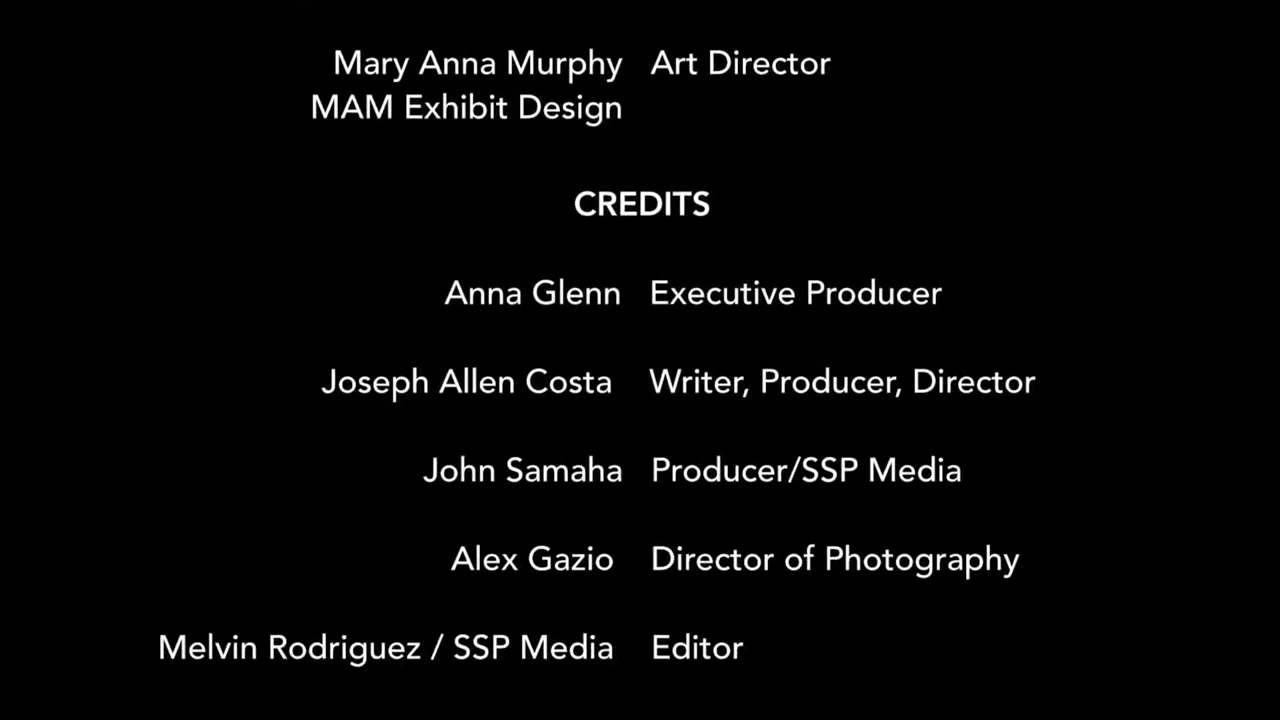 Mary Anna Murphy Art Director
MAM Exhibit Design
CREDITS
Anna Glenn Executive Producer
Joseph Allen Costa Writer, Producer, Director
John Samaha Producer/SSP Media
Alex Gazio Director of Photography
Melvin Rodriguez / SSP Media Editor